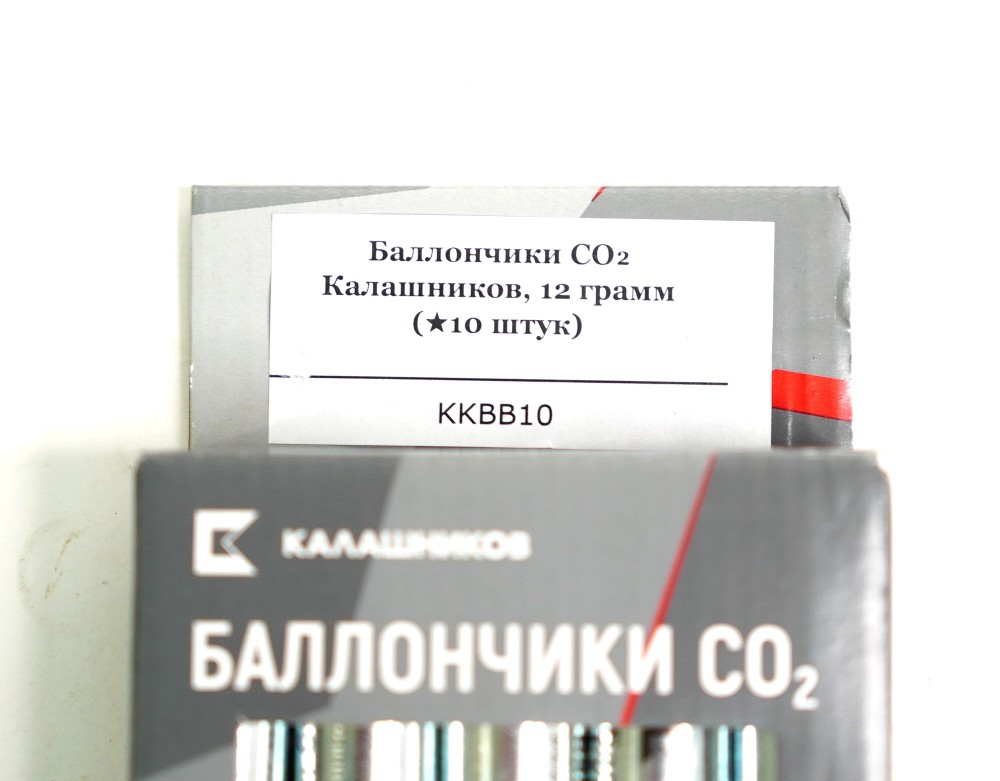 Баллончики CO₂
Калашников, 12 грамм
(★10 штук)
KKBB10
КАЛАШНИКОВ
БАЛЛОНЧИКИ CO₂